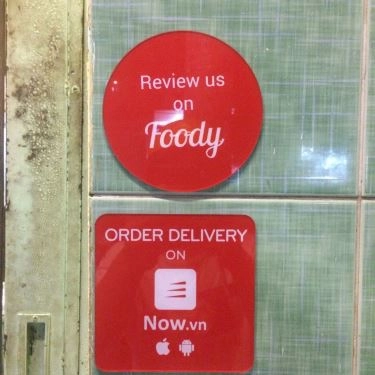 Review us
on
Foody
ORDER DELIVERY
ON
Now.vn